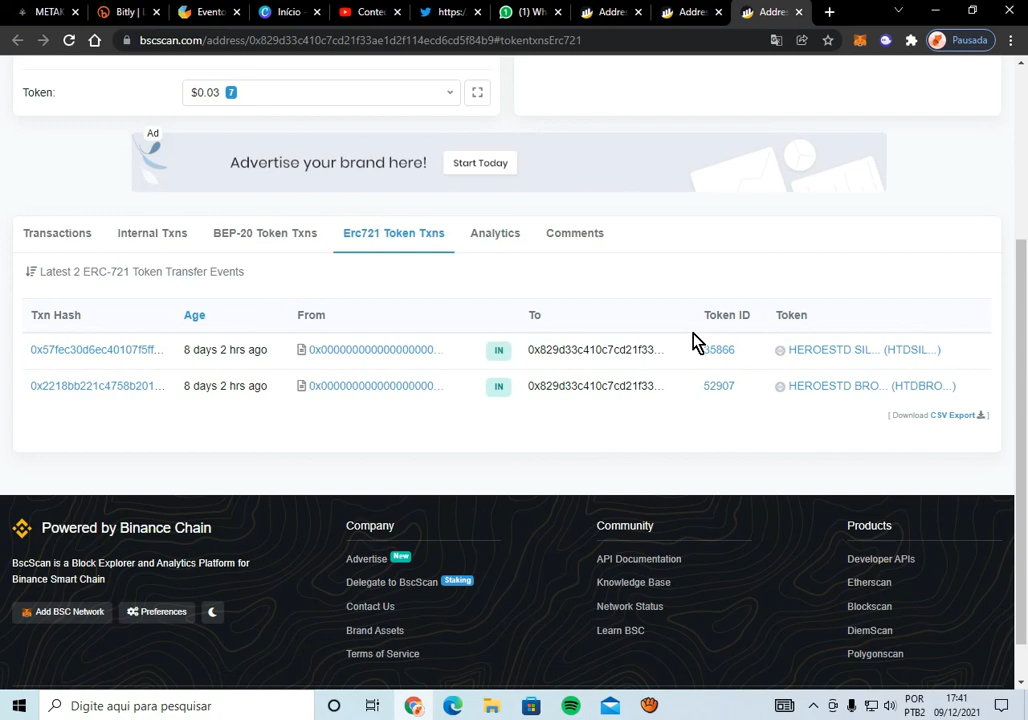 METAK
Bitly | L
Evento
Início -
Conteú
https:/
(1) Wh
Addres
Addres
Addres
bscscan.com/address/0x829d33c410c7cd21f33ae1d2f114ecd6cd5f84b9#tokentxnsErc721
Pausada
Token:
$0.03 7
Ad
Advertise your brand here!
Start Today
Transactions
Internal Txns
BEP-20 Token Txns
Erc721 Token Txns
Analytics
Comments
Latest 2 ERC-721 Token Transfer Events
Txn Hash Age From To Token ID Token
0x57fec30d6ec40107f5ff... 8 days 2 hrs ago 0x000000000000000000... IN 0x829d33c410c7cd21f33... 35866 HEROESTD SIL... (HTDSIL...)
0x2218bb221c4758b201... 8 days 2 hrs ago 0x000000000000000000... IN 0x829d33c410c7cd21f33... 52907 HEROESTD BRO... (HTDBRO...)
[ Download CSV Export ]
Powered by Binance Chain
BscScan is a Block Explorer and Analytics Platform for
Binance Smart Chain
Add BSC Network
Preferences
Company
Advertise New
Delegate to BscScan Staking
Contact Us
Brand Assets
Terms of Service
Community
API Documentation
Knowledge Base
Network Status
Learn BSC
Products
Developer APIs
Etherscan
Blockscan
DiemScan
Polygonscan
Digite aqui para pesquisar
POR
PTB2
17:41
09/12/2021